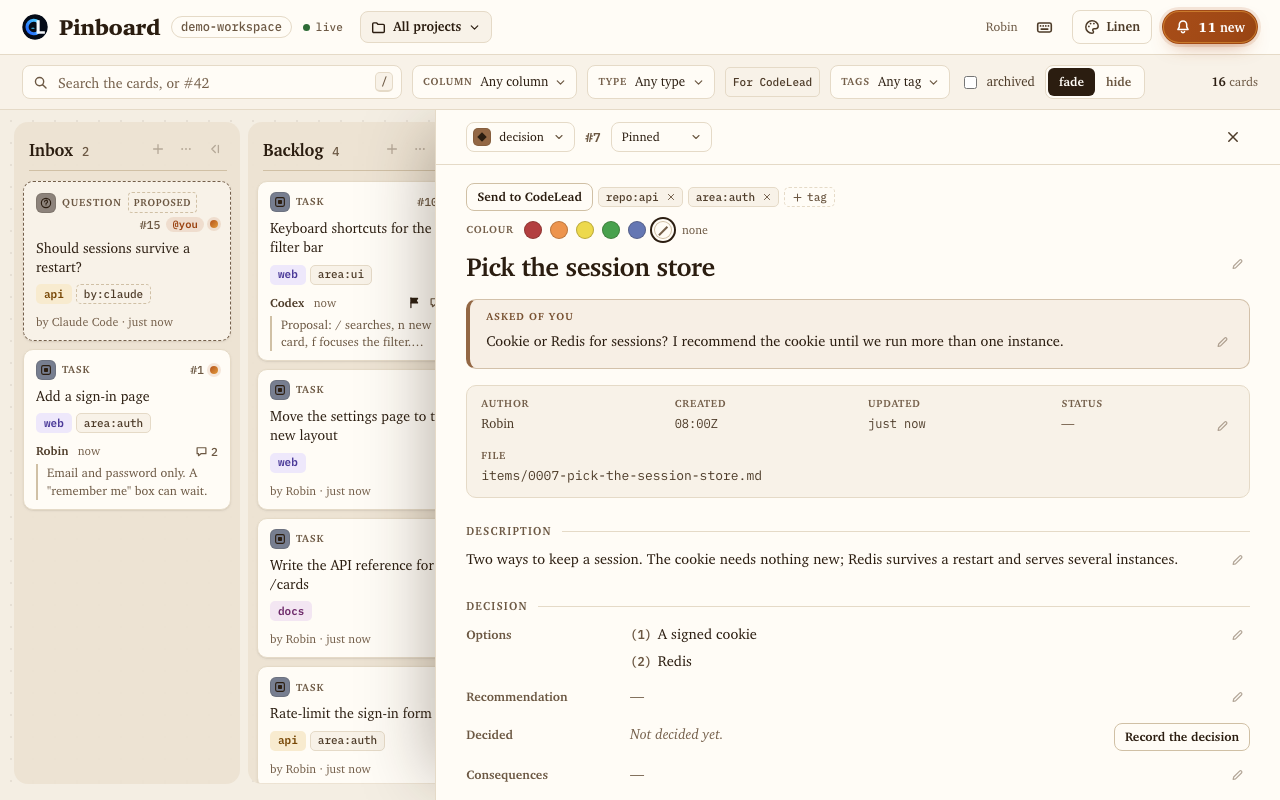 Pinboard demo-workspace live All projects Robin Linen 11 new
Search the cards, or #42 / COLUMN Any column TYPE Any type For CodeLead TAGS Any tag archived fade hide 16 cards
Inbox 2
QUESTION PROPOSED
#15 @you
Should sessions survive a
restart?
api by:claude
by Claude Code · just now
TASK #1
Add a sign-in page
web area:auth
Robin now 2
Email and password only. A
"remember me" box can wait.
Backlog 4
TASK #10
Keyboard shortcuts for the
filter bar
web area:ui
Codex now
Proposal: / searches, n new
card, f focuses the filter.…
TASK
Move the settings page to t
new layout
web
by Robin · just now
TASK
Write the API reference for
/cards
docs
by Robin · just now
TASK
Rate-limit the sign-in form
api area:auth
by Robin · just now
decision #7 Pinned
Send to CodeLead repo:api × area:auth × + tag
COLOUR none
Pick the session store
ASKED OF YOU
Cookie or Redis for sessions? I recommend the cookie until we run more than one instance.
AUTHOR CREATED UPDATED STATUS
Robin 08:00Z just now —
FILE
items/0007-pick-the-session-store.md
DESCRIPTION
Two ways to keep a session. The cookie needs nothing new; Redis survives a restart and serves several instances.
DECISION
Options (1) A signed cookie
(2) Redis
Recommendation —
Decided Not decided yet. Record the decision
Consequences —